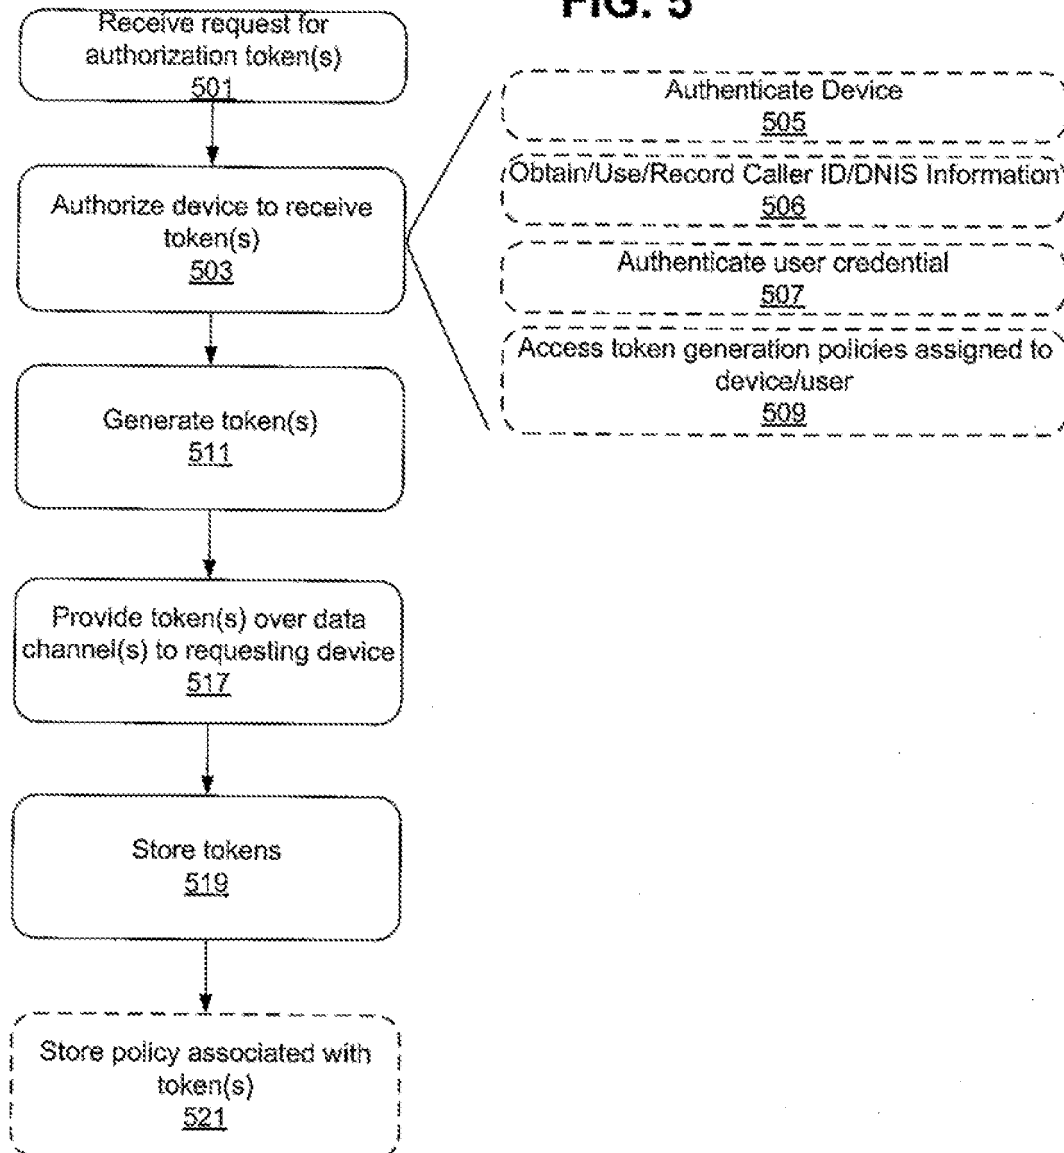 FIG. 5
Receive request for
authorization token(s)
501
Authorize device to receive
token(s)
503
Authenticate Device
505
Obtain/Use/Record Caller ID/DNIS Information
506
Authenticate user credential
507
Access token generation policies assigned to
device/user
509
Generate token(s)
511
Provide token(s) over data
channel(s) to requesting device
517
Store tokens
519
Store policy associated with
token(s)
521